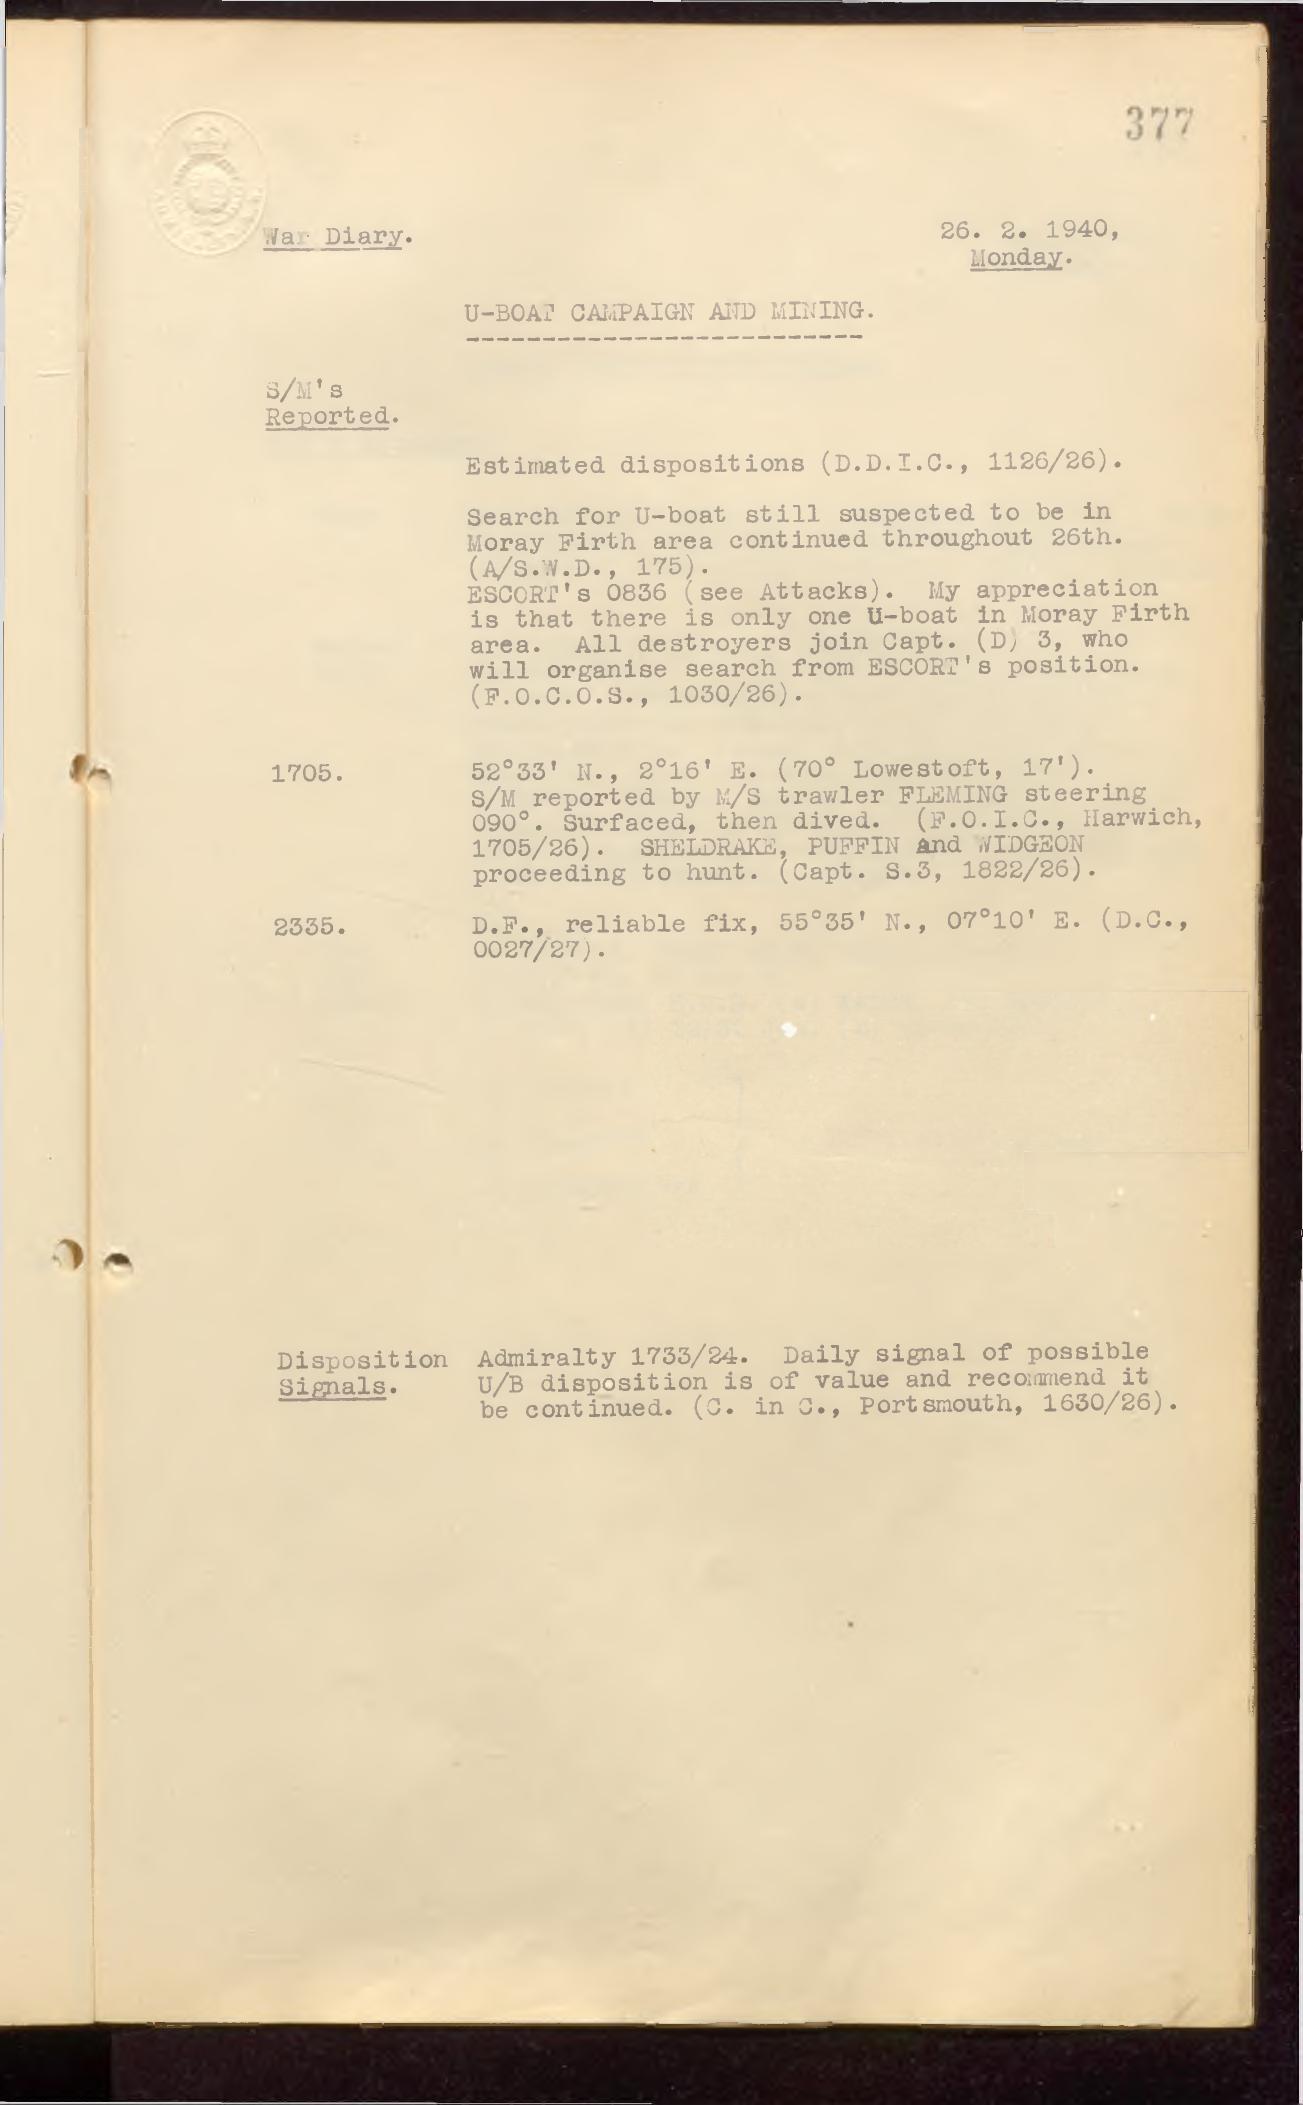 377
War Diary.
26. 2. 1940,
Monday.
U-BOAT CAMPAIGN AND MINING.
--------------------------
S/M's
Reported.
Estimated dispositions (D.D.I.C., 1126/26).
Search for U-boat still suspected to be in
Moray Firth area continued throughout 26th.
(A/S.W.D., 175).
ESCORT's 0836 (see Attacks). My appreciation
is that there is only one U-boat in Moray Firth
area. All destroyers join Capt. (D) 3, who
will organise search from ESCORT's position.
(F.O.C.O.S., 1030/26).
1705. 52°33' N., 2°16' E. (70° Lowestoft, 17').
S/M reported by M/S trawler FLEMING steering
090°. Surfaced, then dived. (F.O.I.C., Harwich,
1705/26). SHELDRAKE, PUFFIN and WIDGEON
proceeding to hunt. (Capt. S.3, 1822/26).
2335. D.F., reliable fix, 55°35' N., 07°10' E. (D.C.,
0027/27).
Disposition Admiralty 1733/24. Daily signal of possible
Signals. U/B disposition is of value and recommend it
be continued. (C. in C., Portsmouth, 1630/26).